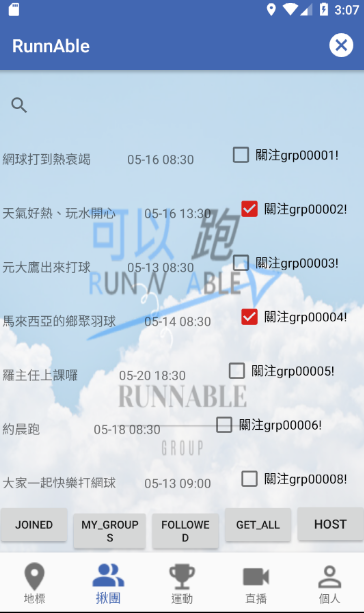 3:07
RunnAble
網球打到熱衰竭 05-16 08:30 關注grp00001!
天氣好熱、玩水開心 05-16 13:30 關注grp00002!
可以跑
元大鷹出來打球 05-13 08:30 關注grp00003!
RUNNABLE
馬來西亞的鄉聚羽球 05-14 08:30 關注grp00004!
羅主任上課囉 05-20 18:30 關注grp00005!
RUNNABLE
約晨跑 05-18 08:30 關注grp00006!
GROUP
大家一起快樂打網球 05-13 09:00 關注grp00008!
JOINED MY_GROUP FOLLOWE GET_ALL HOST
S D
地標 揪團 運動 直播 個人